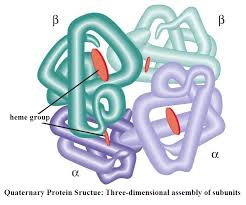 β
β
heme group
α
α
Quaternary Protein Sructue: Three-dimensional assembly of subunits